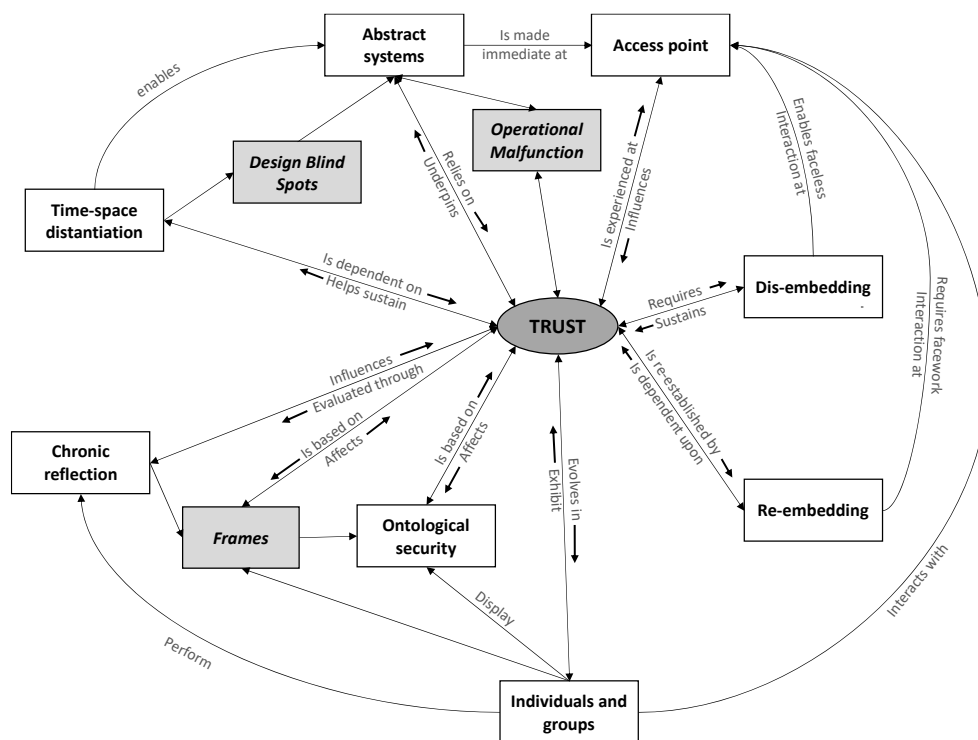 Abstract
systems
Is made
immediate at
Access point
enables
Operational
Malfunction
Design Blind
Spots
Enables faceless
Interaction at
Relies on
Underpins
Is experienced at
Influences
Time-space
distantiation
Is dependent on
Helps sustain
Requires
Sustains
Dis-embedding
.
TRUST
Requires facework
Interaction at
Influences
Evaluated through
Is re-established by
Is dependent upon
Is based on
Affects
Is based on
Affects
Chronic
reflection
Evolves in
Exhibit
Re-embedding
Frames
Ontological
security
Interacts with
Display
Perform
Individuals and
groups